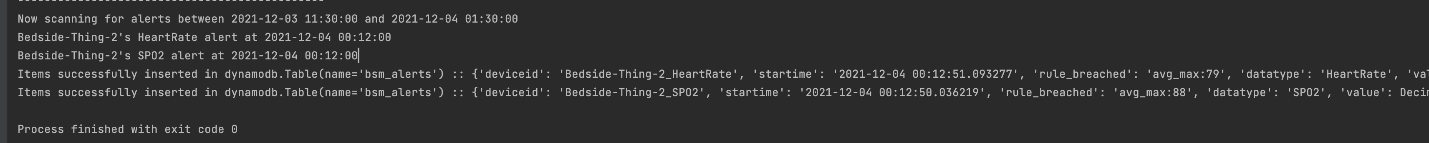 Now scanning for alerts between 2021-12-03 11:30:00 and 2021-12-04 01:30:00
Bedside-Thing-2's HeartRate alert at 2021-12-04 00:12:00
Bedside-Thing-2's SPO2 alert at 2021-12-04 00:12:00
Items successfully inserted in dynamodb.Table(name='bsm_alerts') :: {'deviceid': 'Bedside-Thing-2_HeartRate', 'startime': '2021-12-04 00:12:51.093277', 'rule_breached': 'avg_max:79', 'datatype': 'HeartRate', 'val
Items successfully inserted in dynamodb.Table(name='bsm_alerts') :: {'deviceid': 'Bedside-Thing-2_SPO2', 'startime': '2021-12-04 00:12:50.036219', 'rule_breached': 'avg_max:88', 'datatype': 'SPO2', 'value': Decim
Process finished with exit code 0